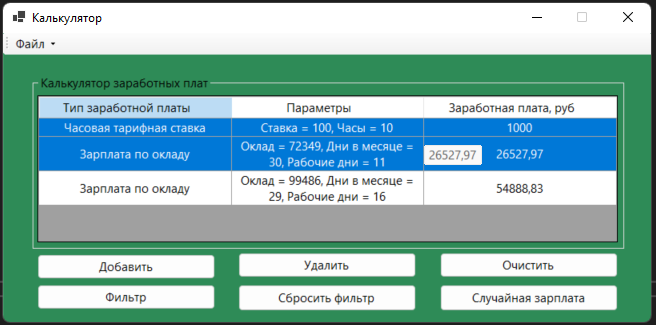 Калькулятор
Файл
Калькулятор заработных плат
Тип заработной платы Параметры Заработная плата, руб
Часовая тарифная ставка Ставка = 100, Часы = 10 1000
Зарплата по окладу Оклад = 72349, Дни в месяце =
30, Рабочие дни = 11 26527,97 26527,97
Зарплата по окладу Оклад = 99486, Дни в месяце =
29, Рабочие дни = 16 54888,83
Добавить Удалить Очистить
Фильтр Сбросить фильтр Случайная зарплата